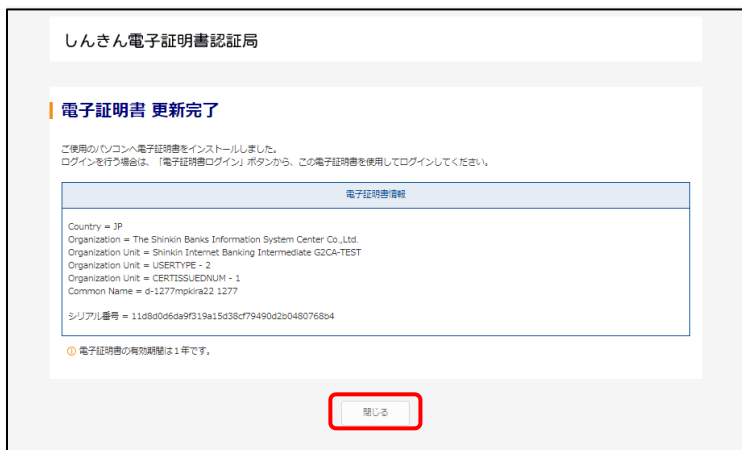 しんきん電子証明書認証局
電子証明書 更新完了
ご使用のパソコンへ電子証明書をインストールしました。
ログインを行う場合は、「電子証明書ログイン」ボタンから、この電子証明書を使用してログインしてください。
電子証明書情報
Country = JP
Organization = The Shinkin Banks Information System Center Co.,Ltd.
Organization Unit = Shinkin Internet Banking Intermediate G2CA-TEST
Organization Unit = USERTYPE - 2
Organization Unit = CERTISSUEDNUM - 1
Common Name = d-1277mpkira22 1277
シリアル番号 = 11d8d0d6da9f319a15d38cf79490d2b0480768b4
電子証明書の有効期間は1年です。
閉じる